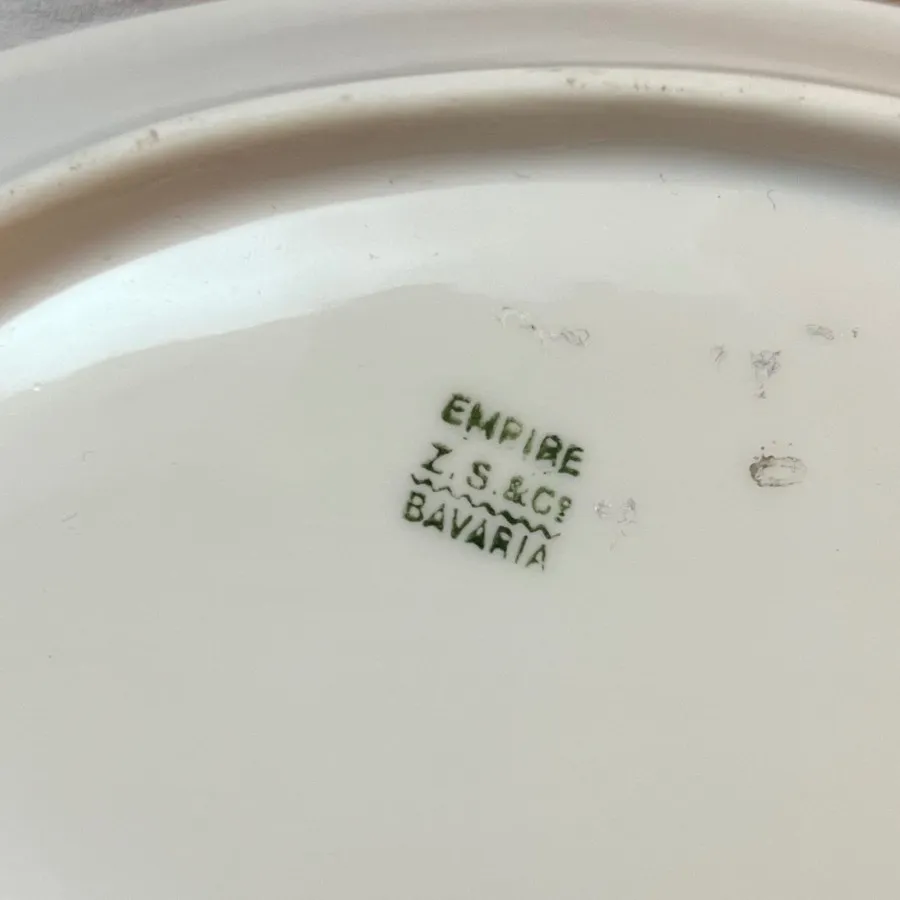 EMPIRE
Z. S. & Cº
BAVARIA